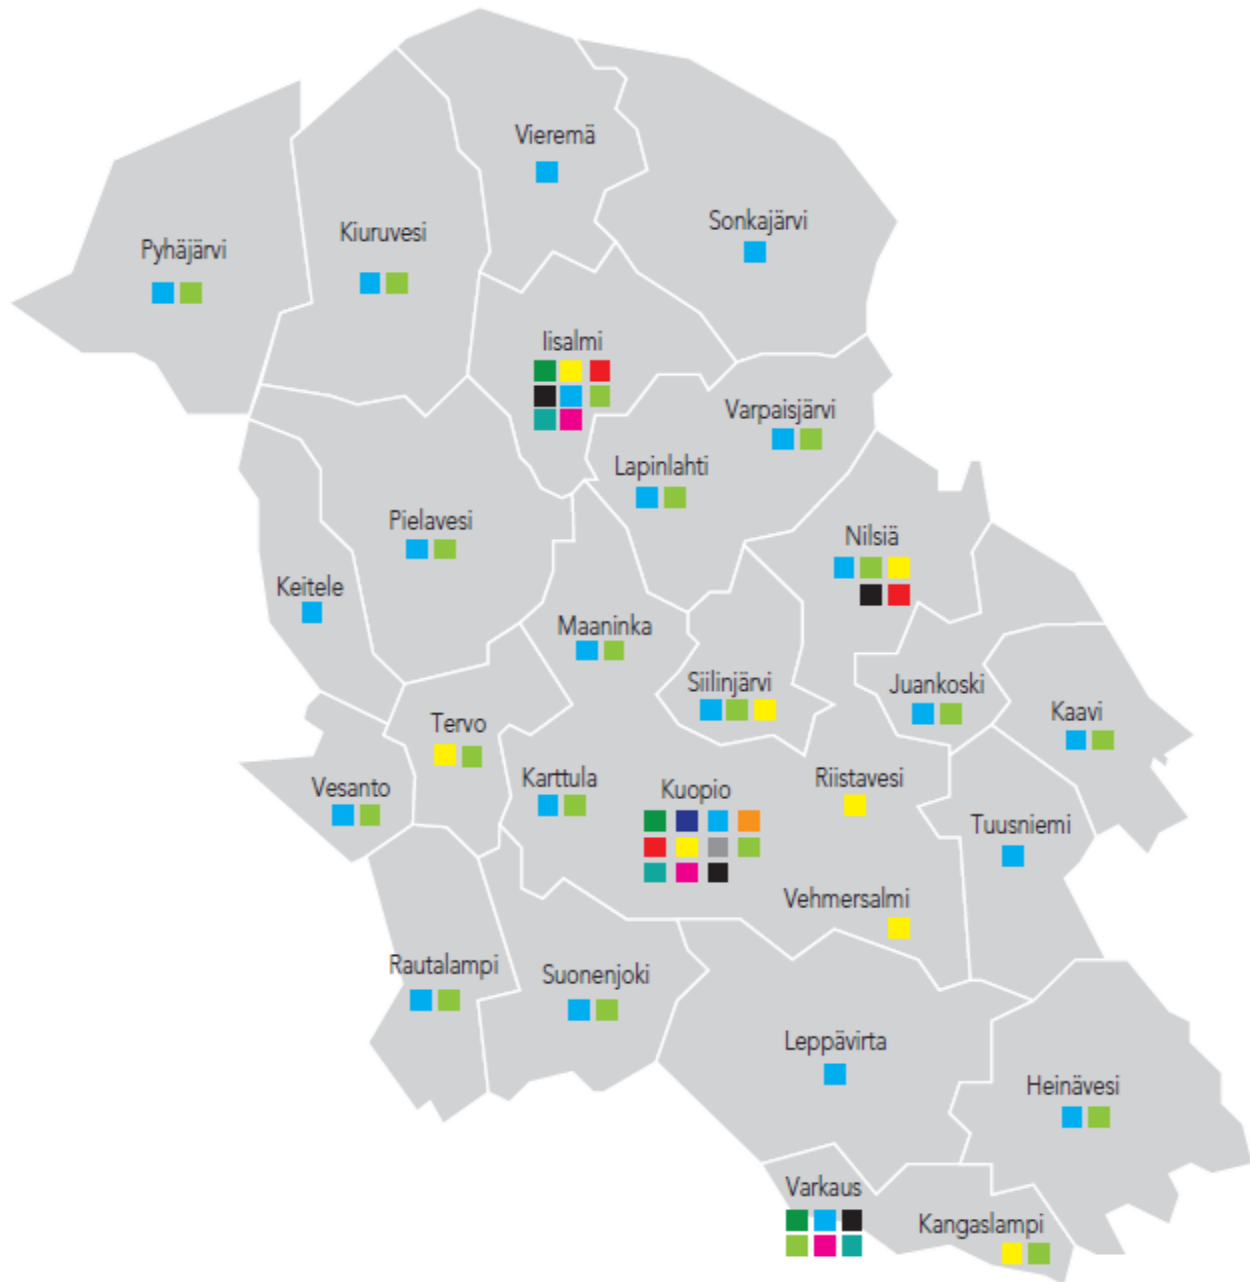 Vieremä
Sonkajärvi
Kiuruvesi
Pyhäjärvi
Iisalmi
Varpaisjärvi
Lapinlahti
Pielavesi
Nilsiä
Keitele
Maaninka
Siilinjärvi
Juankoski
Kaavi
Tervo
Vesanto
Karttula
Kuopio
Riistavesi
Tuusniemi
Vehmersalmi
Rautalampi
Suonenjoki
Leppävirta
Heinävesi
Varkaus
Kangaslampi